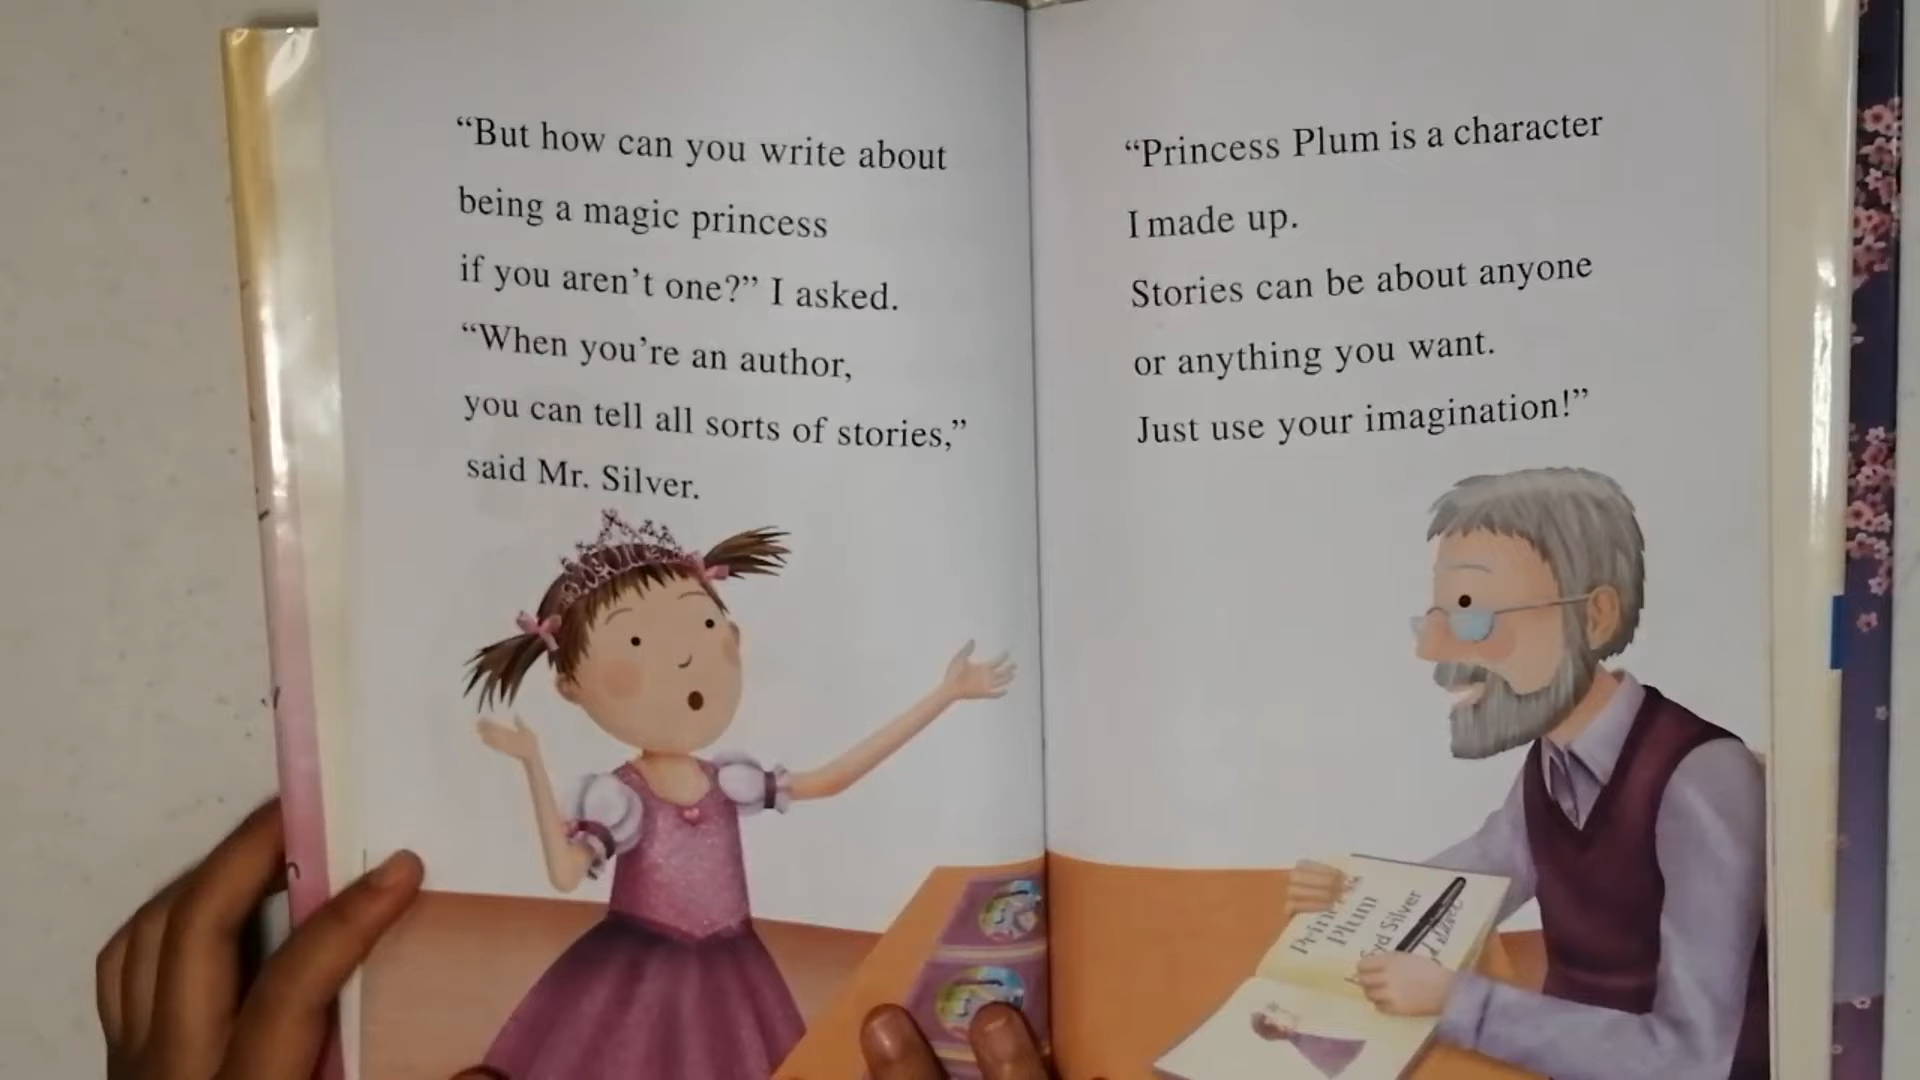 “But how can you write about
being a magic princess
if you aren’t one?” I asked.
“When you’re an author,
you can tell all sorts of stories,”
said Mr. Silver.
“Princess Plum is a character
I made up.
Stories can be about anyone
or anything you want.
Just use your imagination!”
Plum
Silver